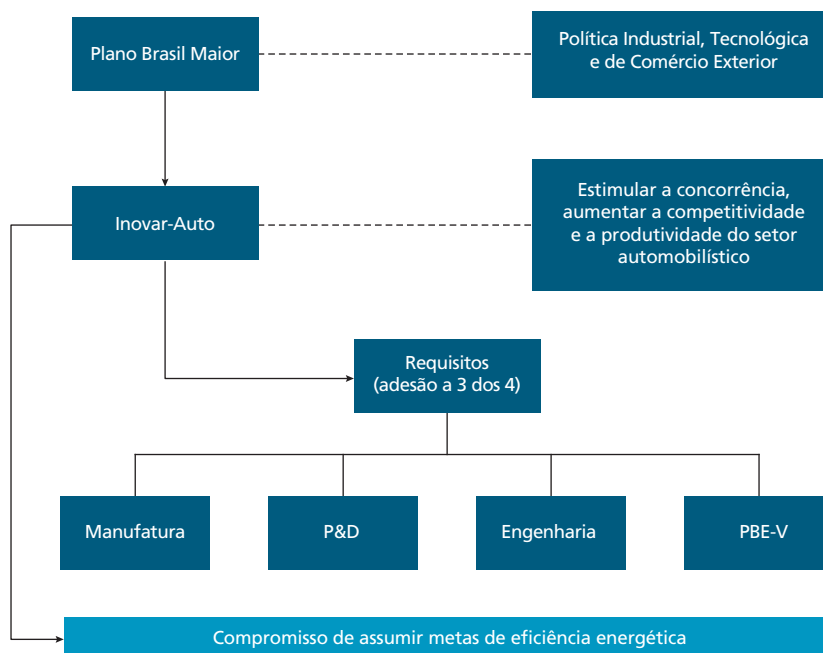 Plano Brasil Maior
Política Industrial, Tecnológica
e de Comércio Exterior
Inovar-Auto
Estimular a concorrência,
aumentar a competitividade
e a produtividade do setor
automobilístico
Requisitos
(adesão a 3 dos 4)
Manufatura
P&D
Engenharia
PBE-V
Compromisso de assumir metas de eficiência energética